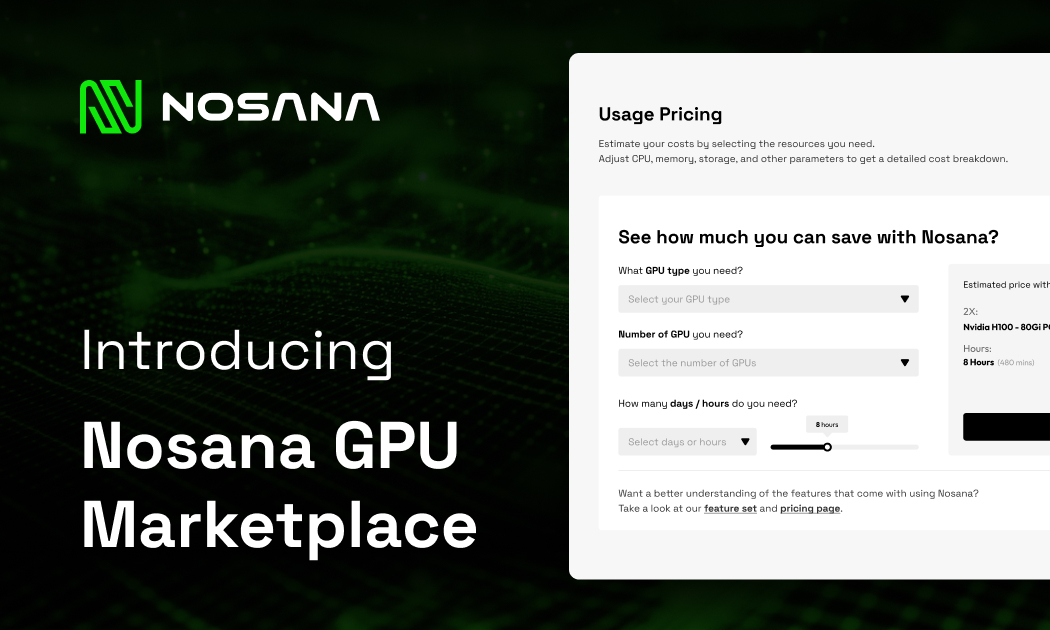 NOSANA
Introducing
Nosana GPU
Marketplace
Usage Pricing
Estimate your costs by selecting the resources you need.
Adjust CPU, memory, storage, and other parameters to get a detailed cost breakdown.
See how much you can save with Nosana?
What GPU type you need?
Select your GPU type
Number of GPU you need?
Select the number of GPUs
How many days / hours do you need?
8 hours
Select days or hours
Estimated price with
2X:
Nvidia H100 - 80Gi
Hours:
8 Hours (480 mins)
Want a better understanding of the features that come with using Nosana?
Take a look at our feature set and pricing page.